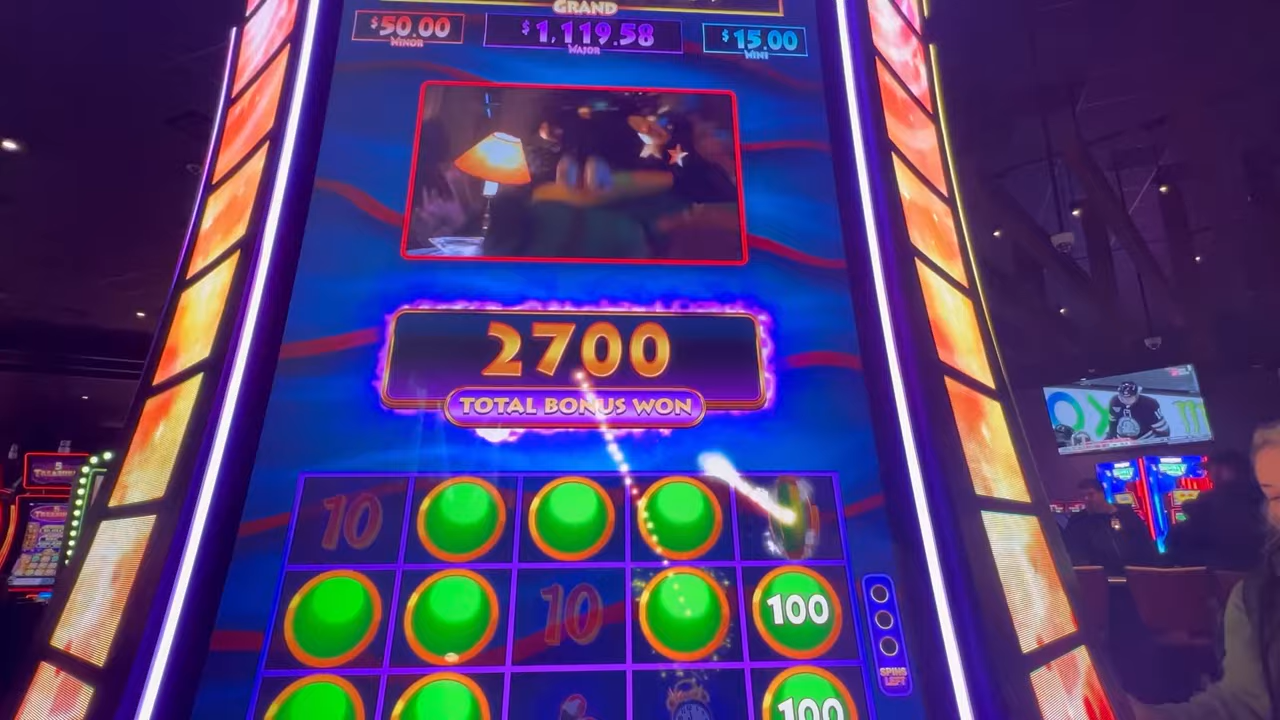 GRAND
$50.00
MINOR
$1,119.58
MAJOR
$15.00
MINI
2700
TOTAL BONUS WON
10
10
100
100
SPINS
LEFT